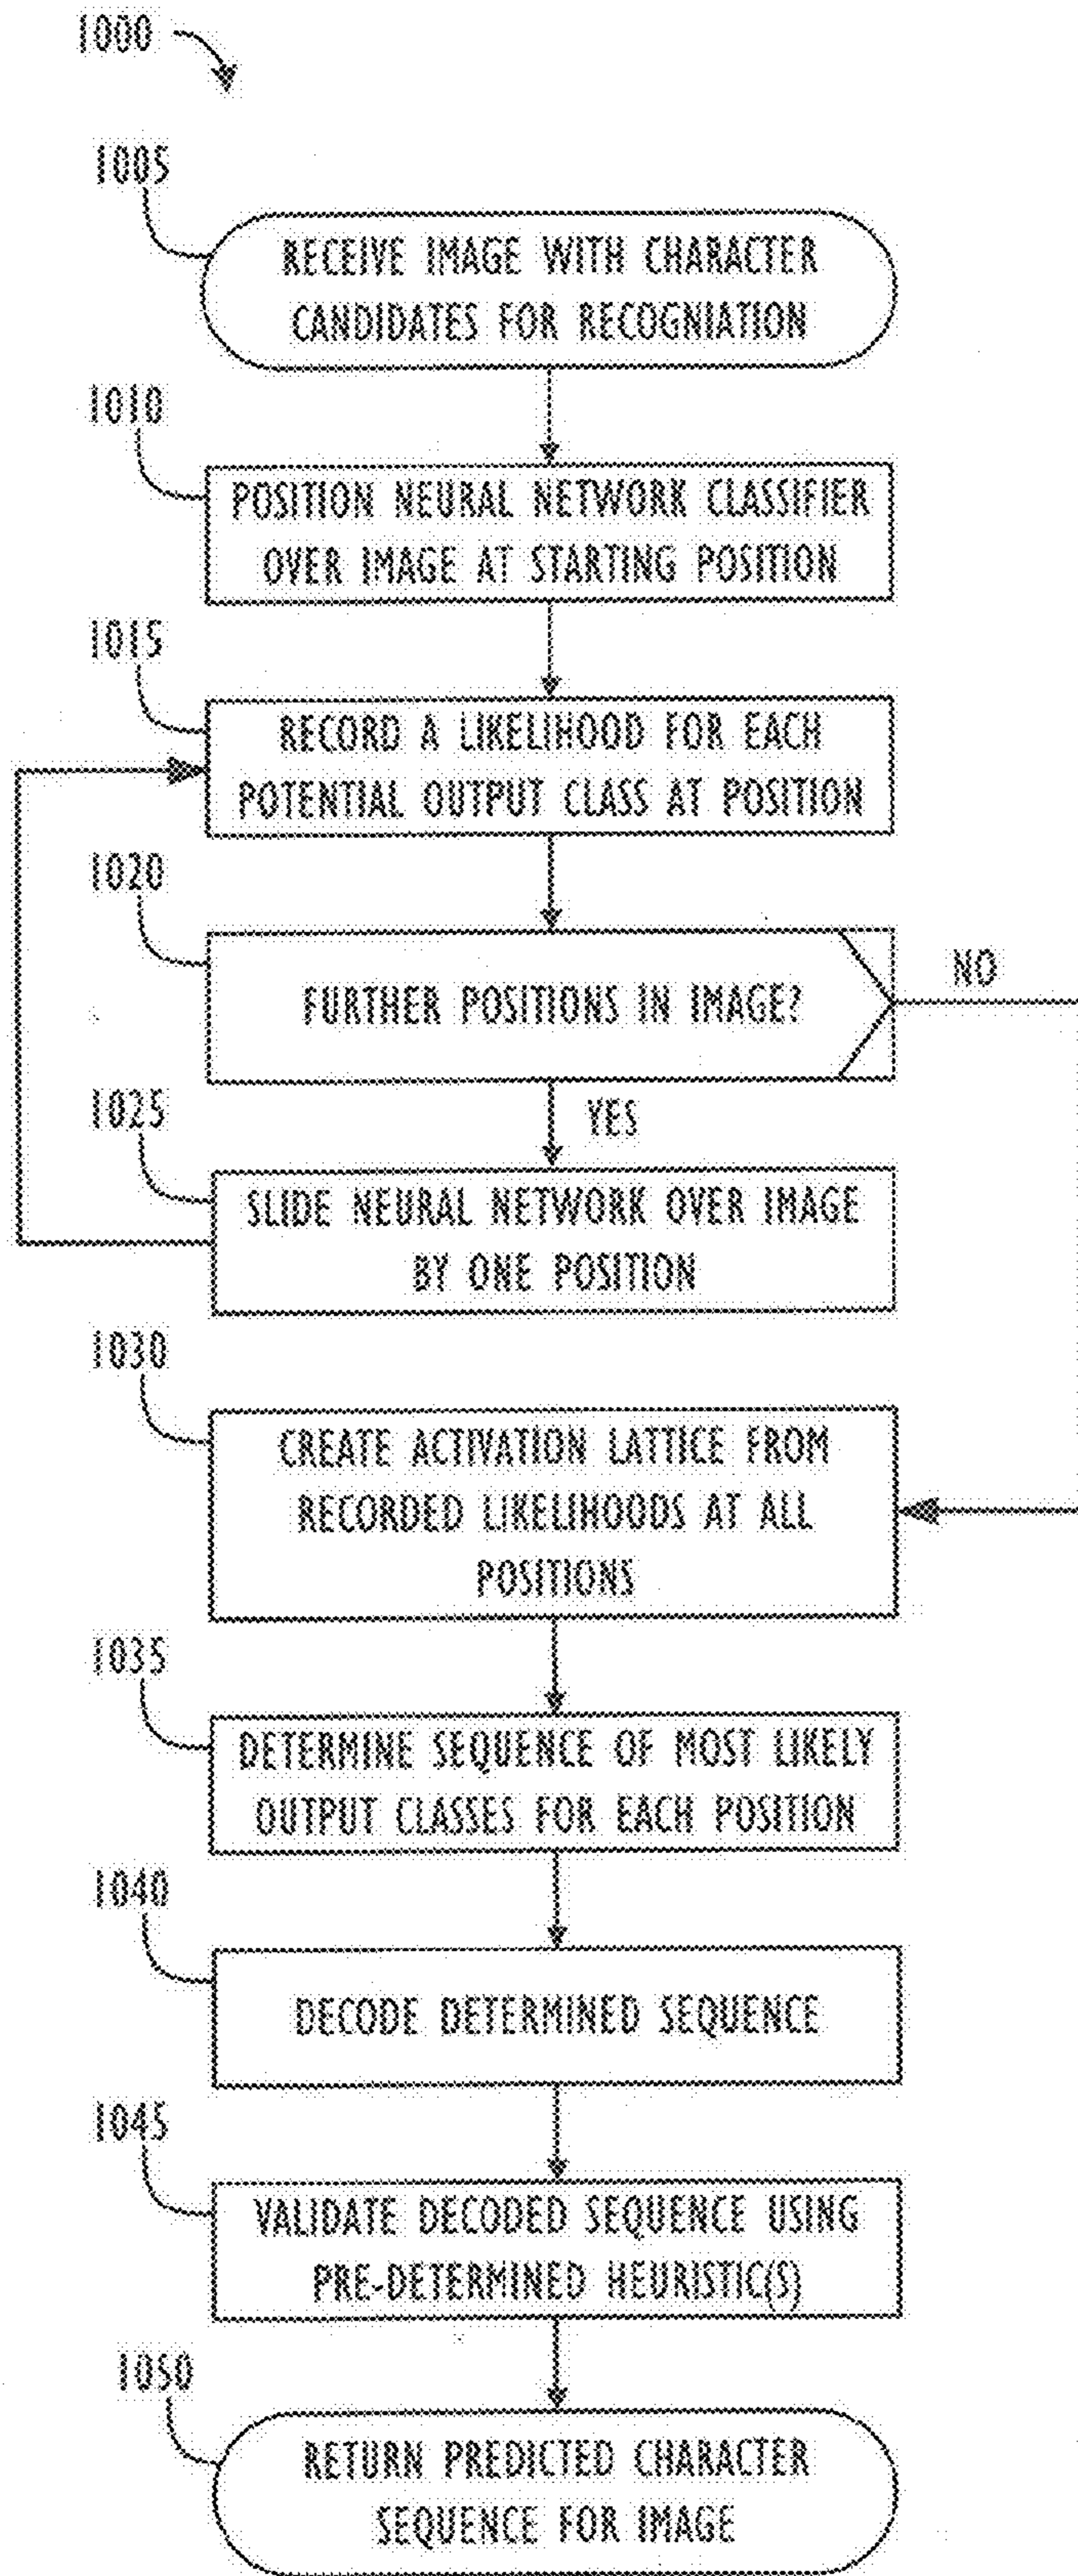 1000
1005
RECEIVE IMAGE WITH CHARACTER
CANDIDATES FOR RECOGNIATION
1010
POSITION NEURAL NETWORK CLASSIFIER
OVER IMAGE AT STARTING POSITION
1015
RECORD A LIKELIHOOD FOR EACH
POTENTIAL OUTPUT CLASS AT POSITION
1020
FURTHER POSITIONS IN IMAGE?
NO
YES
1025
SLIDE NEURAL NETWORK OVER IMAGE
BY ONE POSITION
1030
CREATE ACTIVATION LATTICE FROM
RECORDED LIKELIHOODS AT ALL
POSITIONS
1035
DETERMINE SEQUENCE OF MOST LIKELY
OUTPUT CLASSES FOR EACH POSITION
1040
DECODE DETERMINED SEQUENCE
1045
VALIDATE DECODED SEQUENCE USING
PRE-DETERMINED HEURISTIC(S)
1050
RETURN PREDICTED CHARACTER
SEQUENCE FOR IMAGE